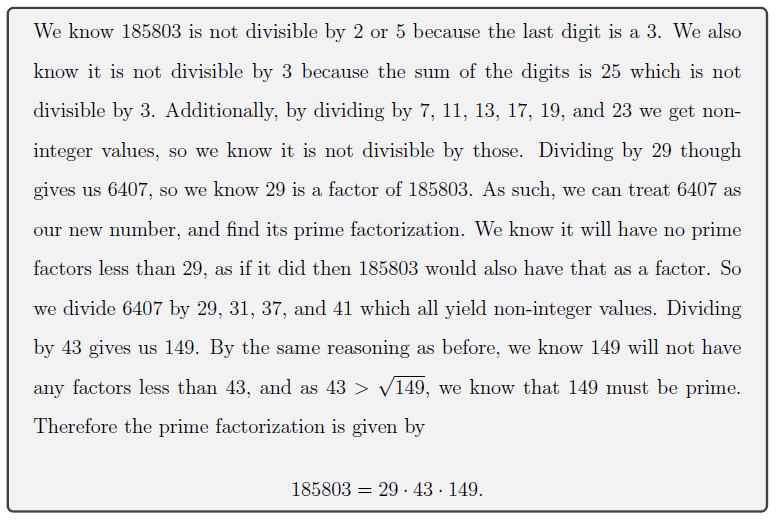 We know 185803 is not divisible by 2 or 5 because the last digit is a 3. We also
know it is not divisible by 3 because the sum of the digits is 25 which is not
divisible by 3. Additionally, by dividing by 7, 11, 13, 17, 19, and 23 we get non-
integer values, so we know it is not divisible by those. Dividing by 29 though
gives us 6407, so we know 29 is a factor of 185803. As such, we can treat 6407 as
our new number, and find its prime factorization. We know it will have no prime
factors less than 29, as if it did then 185803 would also have that as a factor. So
we divide 6407 by 29, 31, 37, and 41 which all yield non-integer values. Dividing
by 43 gives us 149. By the same reasoning as before, we know 149 will not have
any factors less than 43, and as 43 > √149, we know that 149 must be prime.
Therefore the prime factorization is given by
185803 = 29 · 43 · 149.